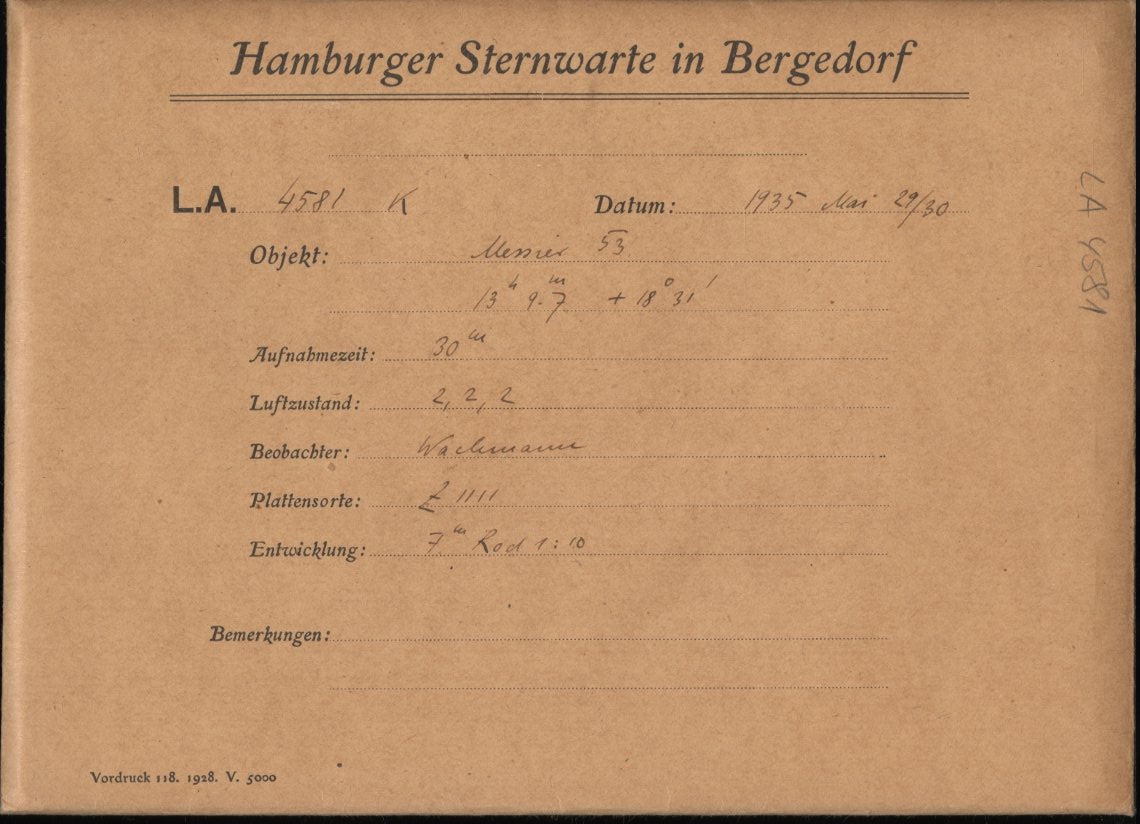 Hamburger Sternwarte in Bergedorf
L.A. 4581 K Datum: 1935 Mai 29/30
Objekt: Messier 53
13h 9.m7 + 18° 31'
Aufnahmezeit: 30m
Luftzustand: 2, 2, 2
Beobachter: Wachmann
Plattensorte: Z 1111
Entwicklung: 7m Rod 1:10
Bemerkungen:
Vordruck 118. 1928. V. 5000
LA 4581